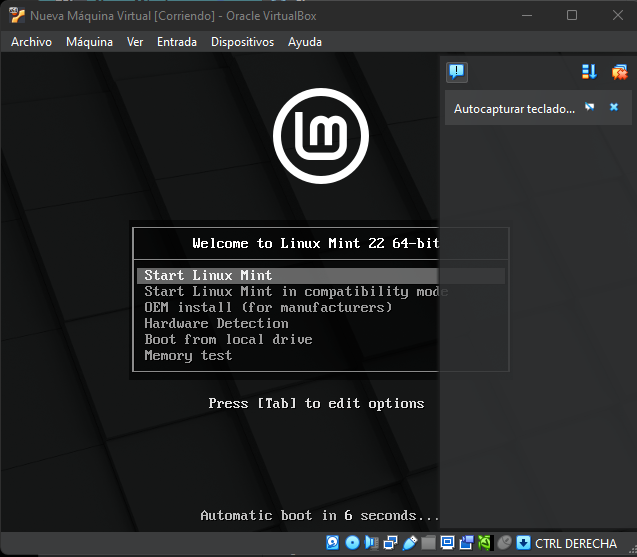 Nueva Máquina Virtual [Corriendo] - Oracle VirtualBox
Archivo Máquina Ver Entrada Dispositivos Ayuda
Autocapturar teclado...
Welcome to Linux Mint 22 64-bit
Start Linux Mint
Start Linux Mint in compatibility mode
OEM install (for manufacturers)
Hardware Detection
Boot from local drive
Memory test
Press [Tab] to edit options
Automatic boot in 6 seconds...
CTRL DERECHA